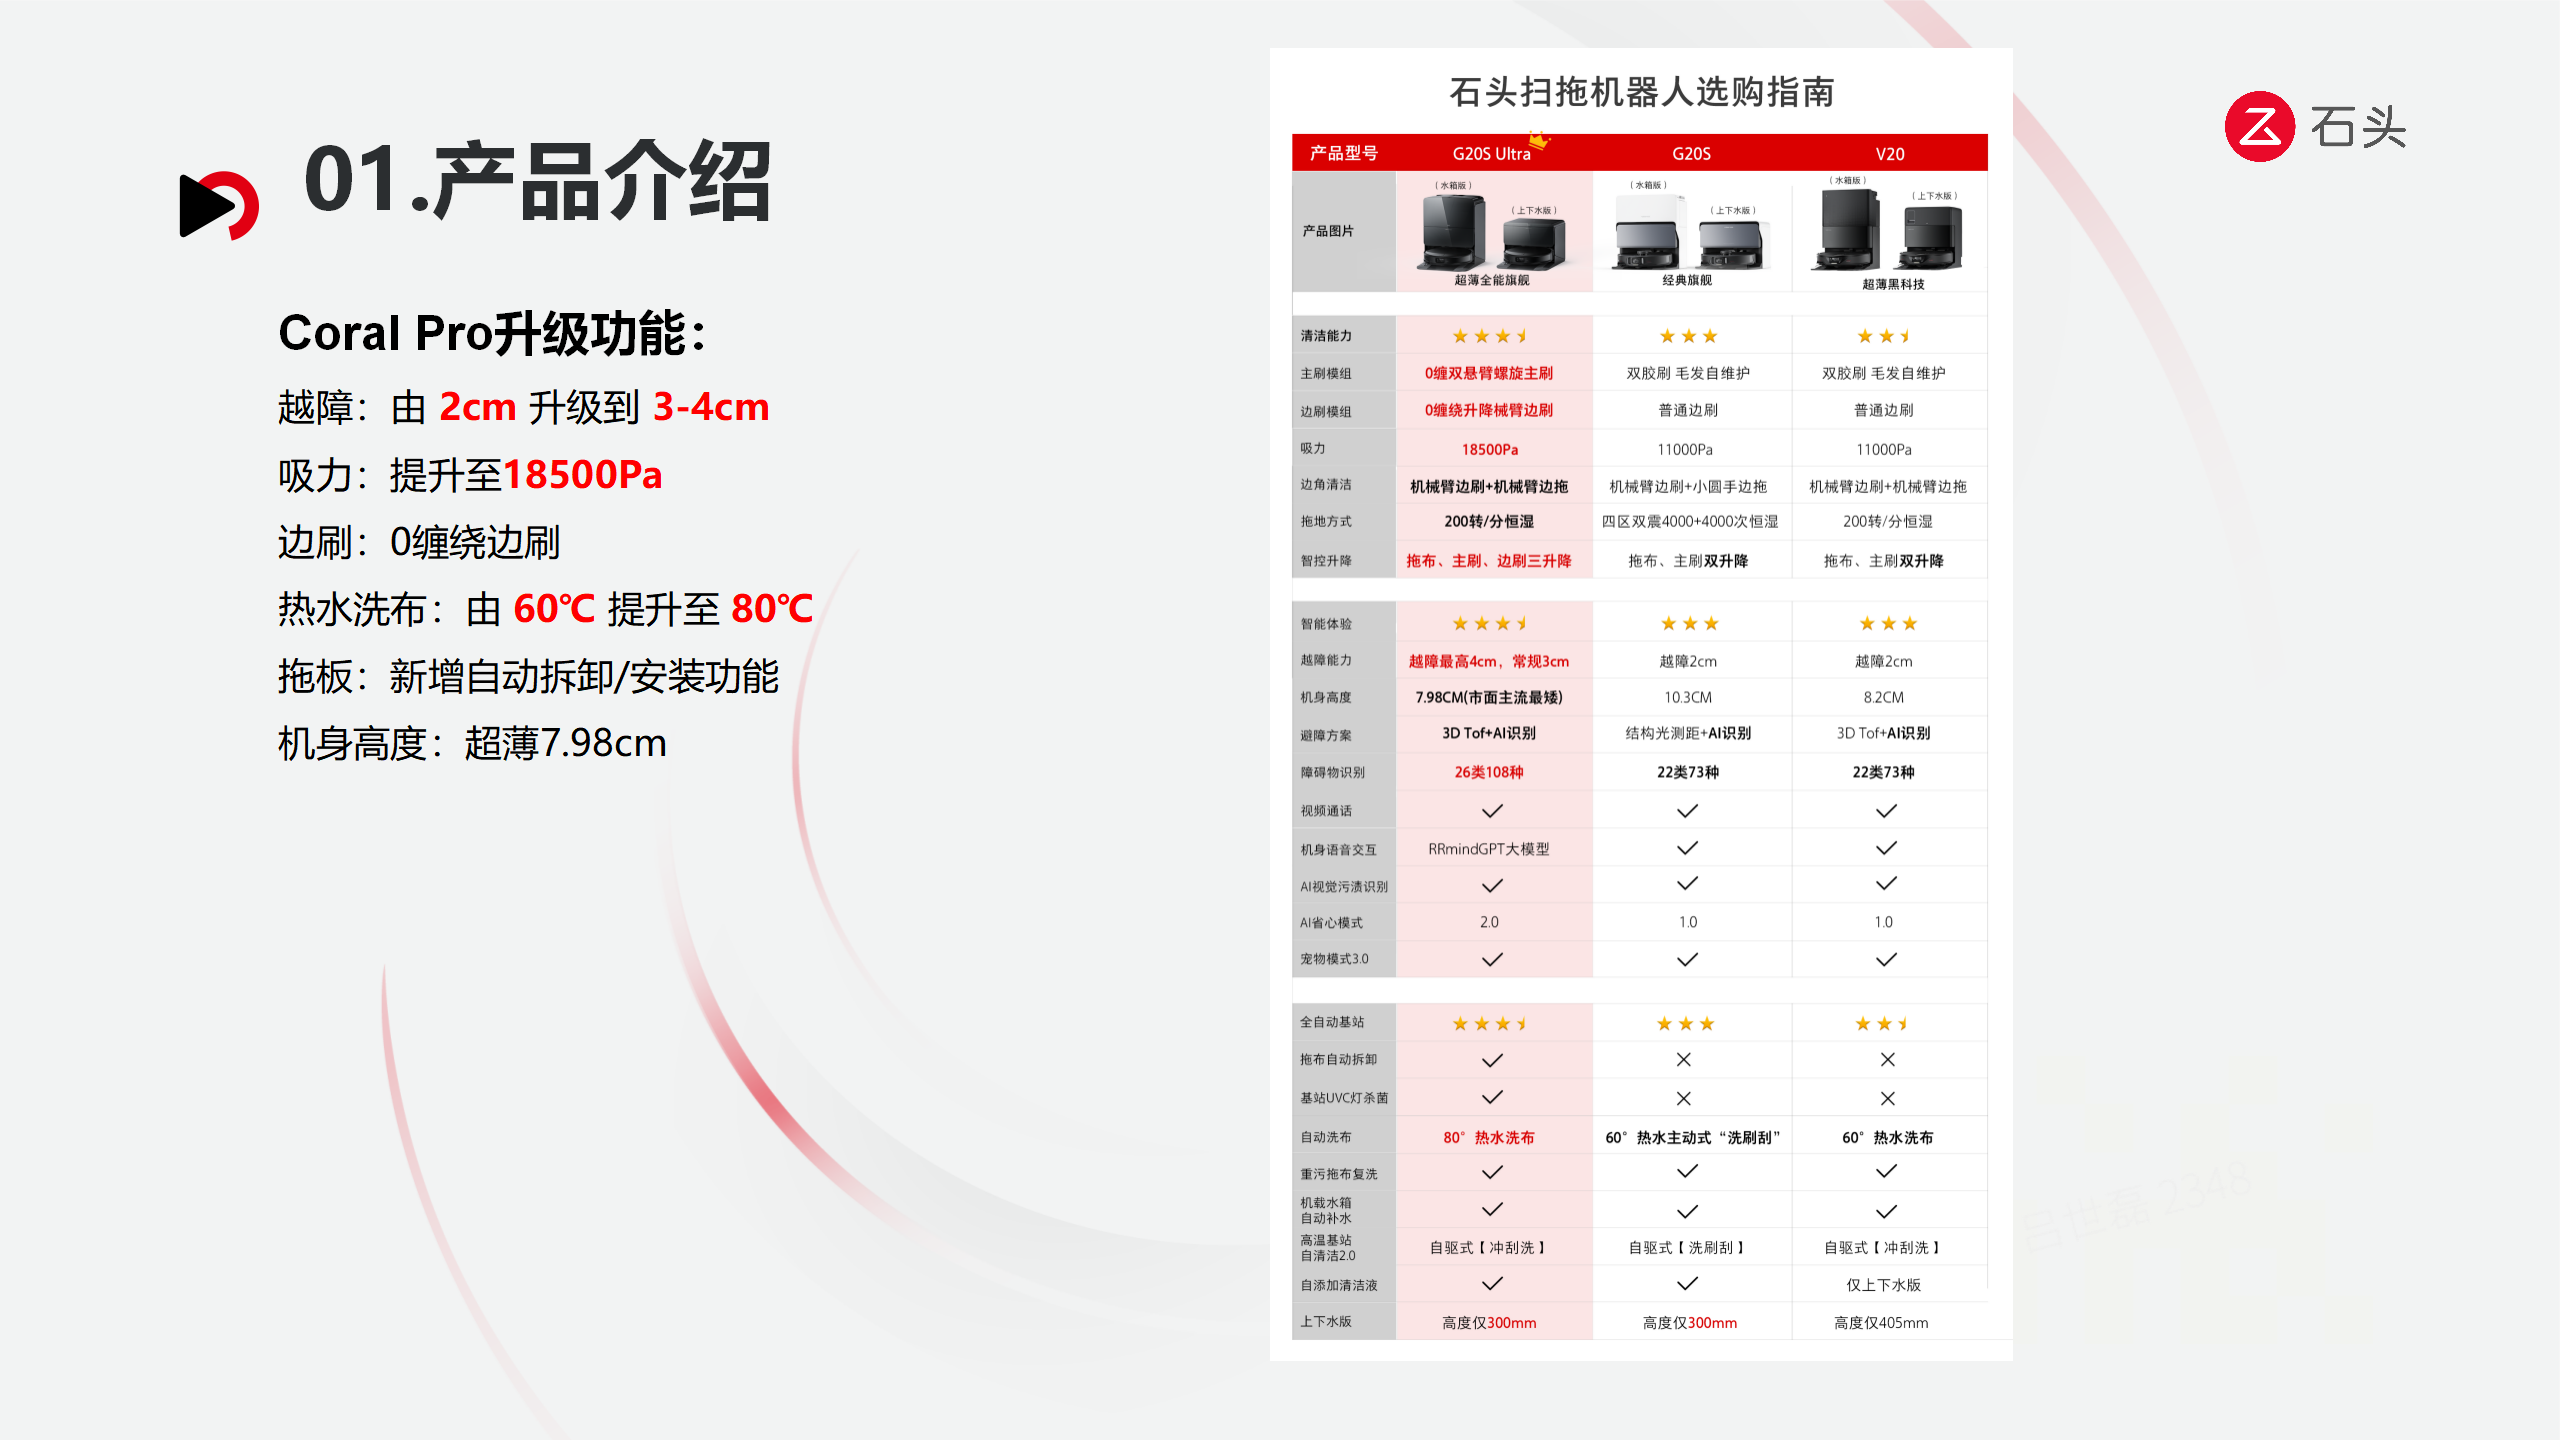 01.产品介绍
石头
Coral Pro升级功能：
越障：由 2cm 升级到 3-4cm
吸力：提升至18500Pa
边刷：0缠绕边刷
热水洗布：由 60℃ 提升至 80℃
拖板：新增自动拆卸/安装功能
机身高度：超薄7.98cm
石头扫拖机器人选购指南
产品型号 G20S Ultra G20S V20
产品图片 （水箱版） （上下水版） （水箱版） （上下水版） （水箱版） （上下水版）
超薄全能旗舰 经典旗舰 超薄黑科技
清洁能力
主刷模组 0缠双悬臂螺旋主刷 双胶刷 毛发自维护 双胶刷 毛发自维护
边刷模组 0缠绕升降械臂边刷 普通边刷 普通边刷
吸力 18500Pa 11000Pa 11000Pa
边角清洁 机械臂边刷+机械臂边拖 机械臂边刷+小圆手边拖 机械臂边刷+机械臂边拖
拖地方式 200转/分恒湿 四区双震4000+4000次恒湿 200转/分恒湿
智控升降 拖布、主刷、边刷三升降 拖布、主刷双升降 拖布、主刷双升降
智能体验
越障能力 越障最高4cm，常规3cm 越障2cm 越障2cm
机身高度 7.98CM(市面主流最矮) 10.3CM 8.2CM
避障方案 3D Tof+AI识别 结构光测距+AI识别 3D Tof+AI识别
障碍物识别 26类108种 22类73种 22类73种
视频通话
机身语音交互 RRmindGPT大模型
AI视觉污渍识别
AI省心模式 2.0 1.0 1.0
宠物模式3.0
全自动基站
拖布自动拆卸
基站UVC灯杀菌
自动洗布 80°热水洗布 60°热水主动式“洗刷刮” 60°热水洗布
重污拖布复洗
机载水箱
自动补水
高温基站
自清洁2.0 自驱式【冲刮洗】 自驱式【洗刷刮】 自驱式【冲刮洗】
自添加清洁液 仅上下水版
上下水版 高度仅300mm 高度仅300mm 高度仅405mm